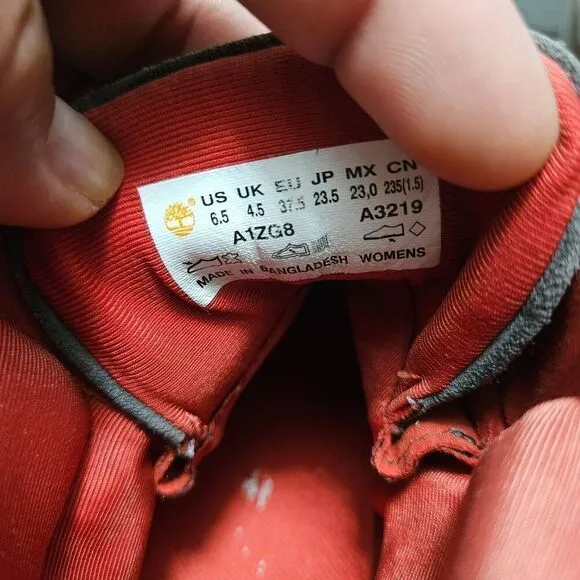 US UK EU JP MX CN
6.5 4.5 37.5 23.5 23,0 235(1.5)
A1ZG8 A3219
MADE IN BANGLADESH WOMENS